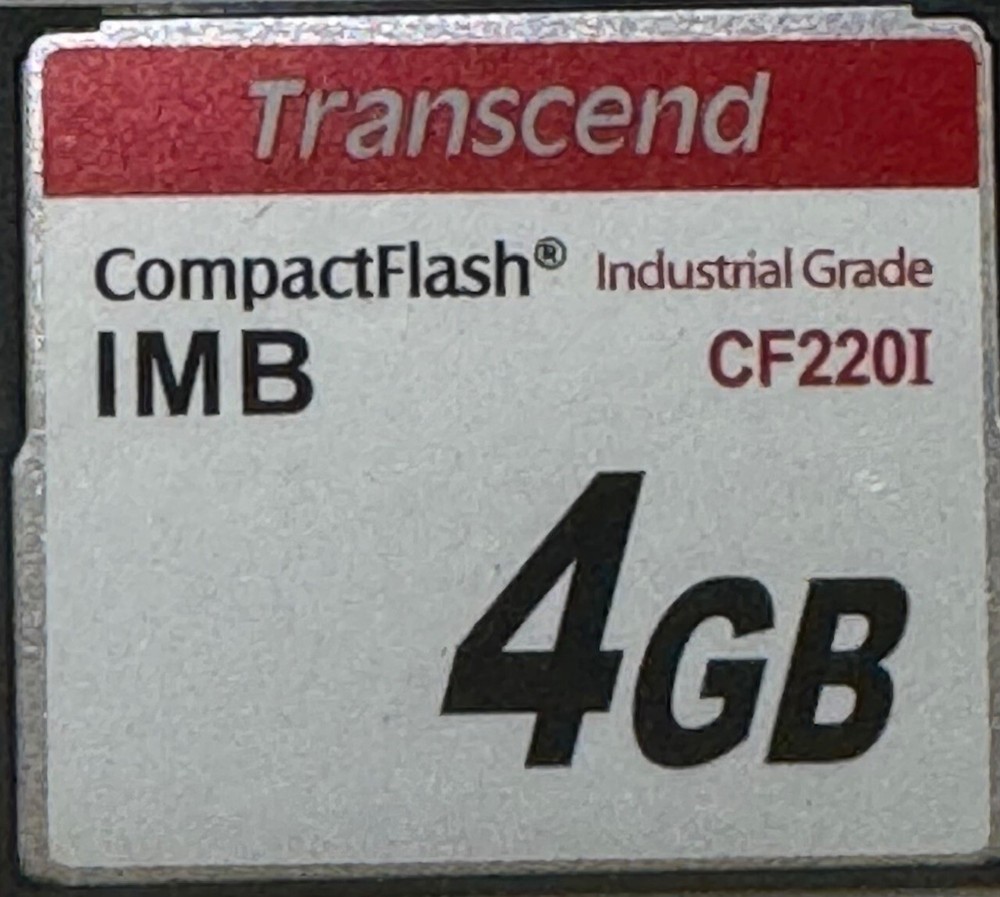 Transcend
CompactFlash® Industrial Grade
IMB CF220I
4GB